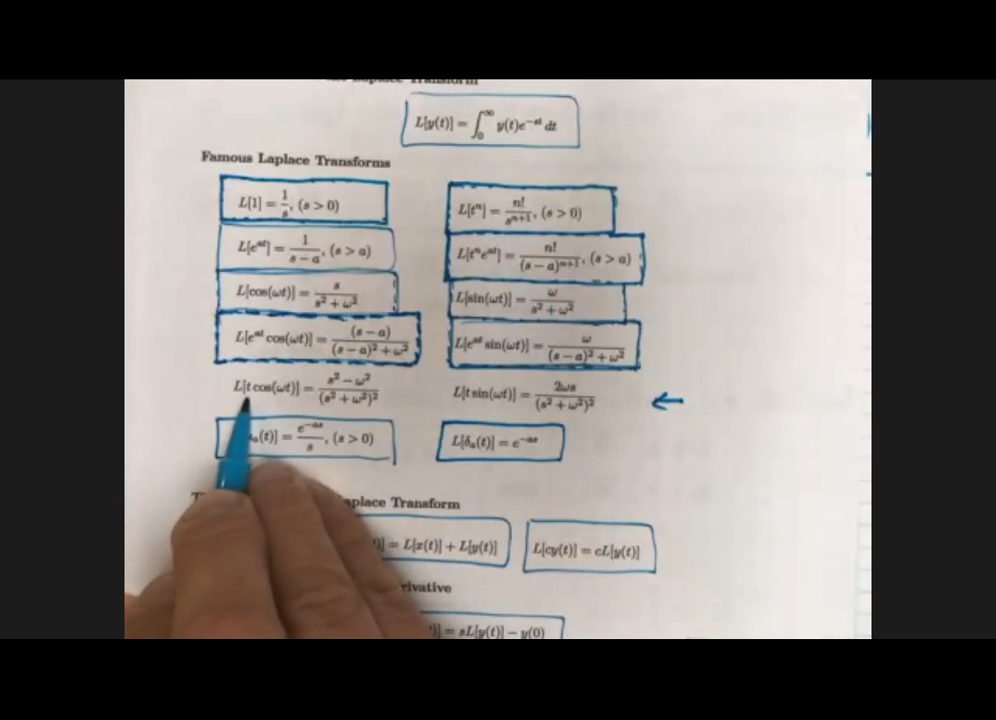 Laplace Transform
L[y(t)] = ∫₀^∞ y(t)e^{−st} dt
Famous Laplace Transforms
L[1] = 1/s, (s > 0)
L[tⁿ] = n!/s^{n+1}, (s > 0)
L[e^{at}] = 1/(s − a), (s > a)
L[tⁿe^{at}] = n!/(s − a)^{n+1}, (s > a)
L[cos(ωt)] = s/(s² + ω²)
L[sin(ωt)] = ω/(s² + ω²)
L[e^{at} cos(ωt)] = (s − a)/((s − a)² + ω²)
L[e^{at} sin(ωt)] = ω/((s − a)² + ω²)
L[t cos(ωt)] = (s² − ω²)/(s² + ω²)²
L[t sin(ωt)] = 2ωs/(s² + ω²)²
ₐ(t)] = e^{−as}/s, (s > 0)
L[δₐ(t)] = e^{−as}
aplace Transform
t)] = L[x(t)] + L[y(t)]
L[cy(t)] = cL[y(t)]
rivative
)] = sL[y(t)] − y(0)